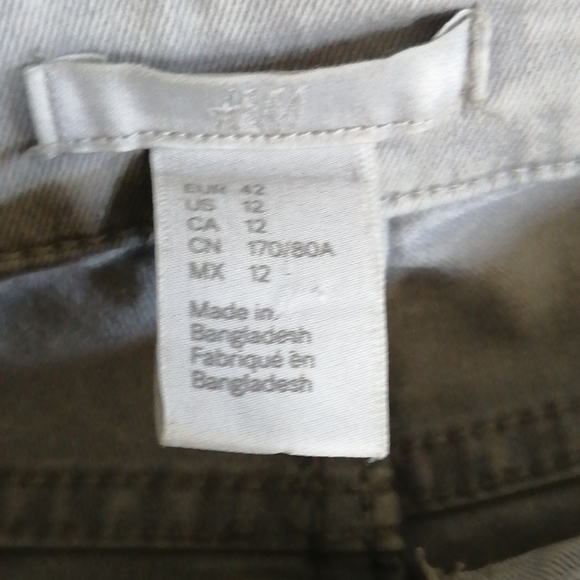 H&M
EUR 42
US 12
CA 12
CN 170/80A
MX 12
Made in
Bangladesh
Fabriqué en
Bangladesh